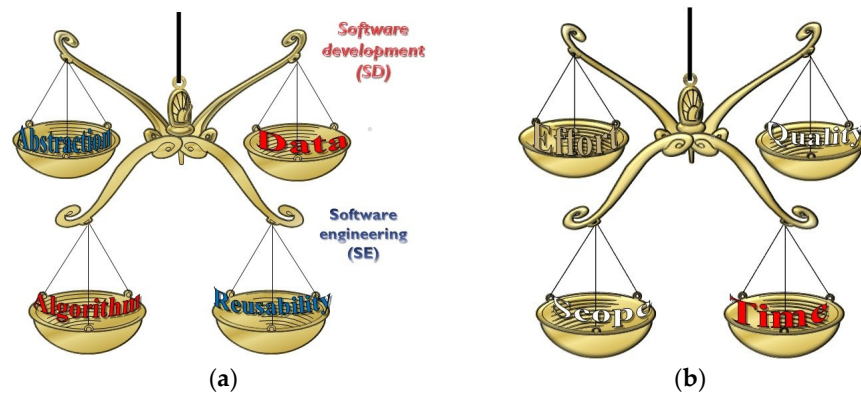 Software
development
(SD)
Abstraction
Data
Software
engineering
(SE)
Algorithm
Reusability
(a)
Effort
Quality
Scope
Time
(b)